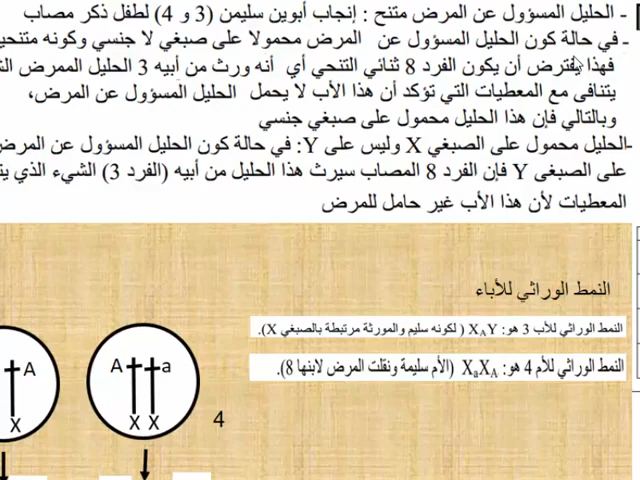 - الحليل المسؤول عن المرض متنح : إنجاب أبوين سليمن (3 و 4) لطفل ذكر مصاب
- في حالة كون الحليل المسؤول عن المرض محمولا على صبغي لا جنسي وكونه متنحيا
فهذا يفترض أن يكون الفرد 8 ثنائي التنحي أي أنه ورث من أبيه 3 الحليل الممرض
يتنافى مع المعطيات التي تؤكد أن هذا الأب لا يحمل الحليل المسؤول عن المرض،
وبالتالي فإن هذا الحليل محمول على صبغي جنسي
-الحليل محمول على الصبغي X وليس على Y: في حالة كون الحليل المسؤول عن المرض
على الصبغى Y فإن الفرد 8 المصاب سيرث هذا الحليل من أبيه (الفرد 3) الشيء الذي
المعطيات لأن هذا الأب غير حامل للمرض
النمط الوراثي للأباء
النمط الوراثي للأب 3 هو: XAY ( لكونه سليم والمورثة مرتبطة بالصبغي X).
النمط الوراثي للأم 4 هو: XaXA (الأم سليمة ونقلت المرض لابنها 8).
A
X
A a
X X
4